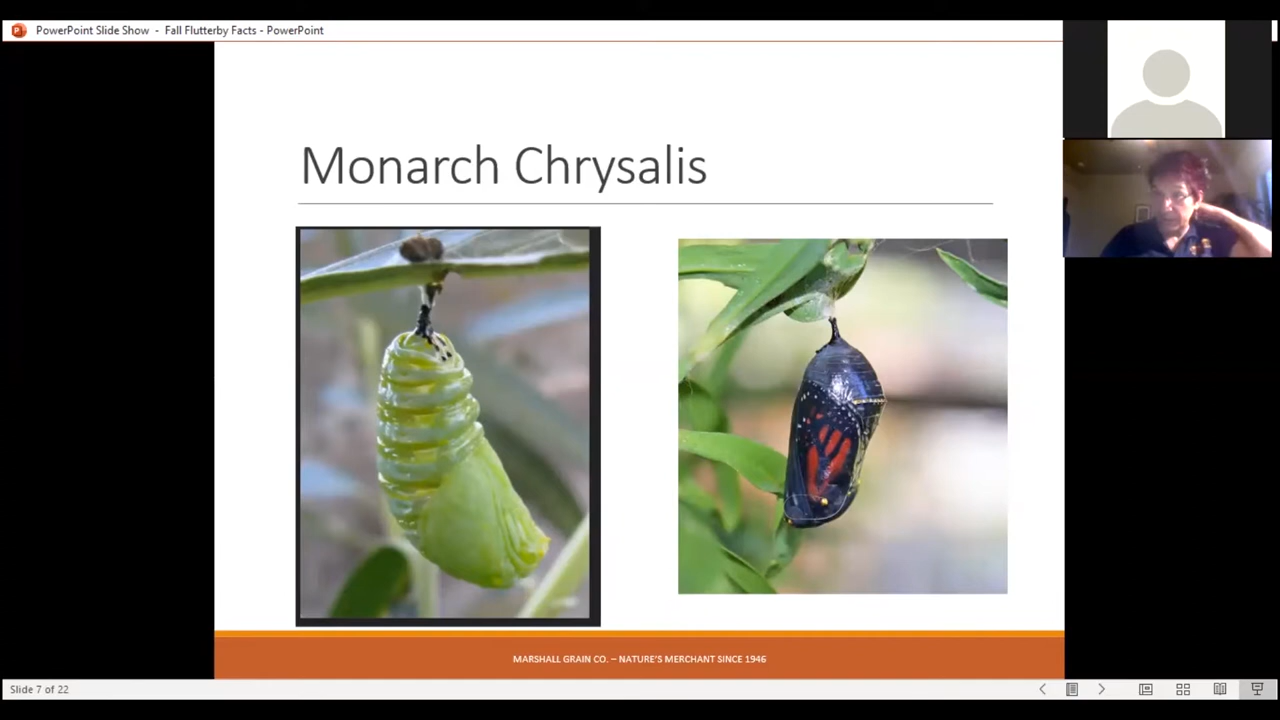 PowerPoint Slide Show - Fall Flutterby Facts - PowerPoint
Monarch Chrysalis
MARSHALL GRAIN CO. – NATURE'S MERCHANT SINCE 1946
Slide 7 of 22